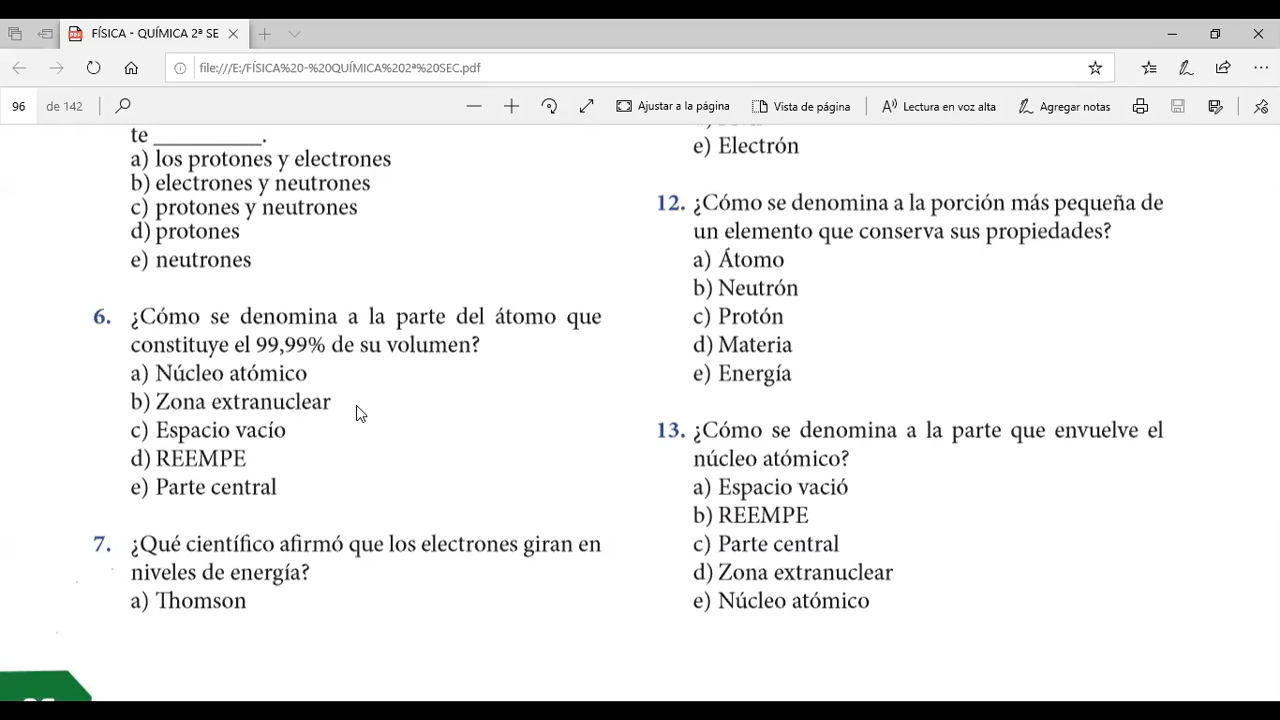 FÍSICA - QUÍMICA 2ª SE
file:///E:/FÍSICA%20-%20QUÍMICA%202ª%20SEC.pdf
96 de 142 Ajustar a la página Vista de página Lectura en voz alta Agregar notas
te __________.
a) los protones y electrones
b) electrones y neutrones
c) protones y neutrones
d) protones
e) neutrones
6. ¿Cómo se denomina a la parte del átomo que
constituye el 99,99% de su volumen?
a) Núcleo atómico
b) Zona extranuclear
c) Espacio vacío
d) REEMPE
e) Parte central
7. ¿Qué científico afirmó que los electrones giran en
niveles de energía?
a) Thomson
e) Electrón
12. ¿Cómo se denomina a la porción más pequeña de
un elemento que conserva sus propiedades?
a) Átomo
b) Neutrón
c) Protón
d) Materia
e) Energía
13. ¿Cómo se denomina a la parte que envuelve el
núcleo atómico?
a) Espacio vació
b) REEMPE
c) Parte central
d) Zona extranuclear
e) Núcleo atómico